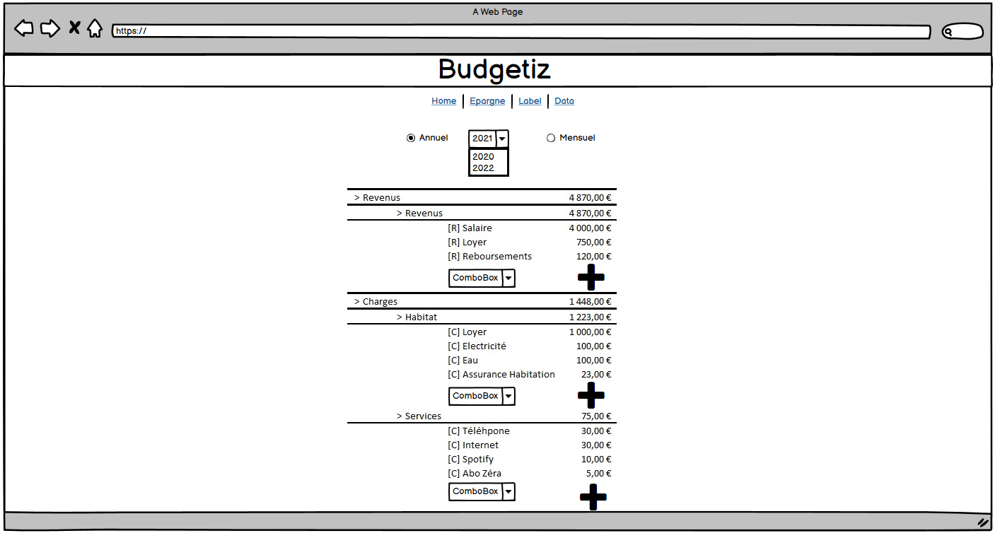 A Web Page
https://
Budgetiz
Home Epargne Label Data
Annuel 2021 Mensuel
2020
2022
> Revenus 4 870,00 €
> Revenus 4 870,00 €
[R] Salaire 4 000,00 €
[R] Loyer 750,00 €
[R] Reboursements 120,00 €
ComboBox
> Charges 1 448,00 €
> Habitat 1 223,00 €
[C] Loyer 1 000,00 €
[C] Electricité 100,00 €
[C] Eau 100,00 €
[C] Assurance Habitation 23,00 €
ComboBox
> Services 75,00 €
[C] Téléhpone 30,00 €
[C] Internet 30,00 €
[C] Spotify 10,00 €
[C] Abo Zéra 5,00 €
ComboBox